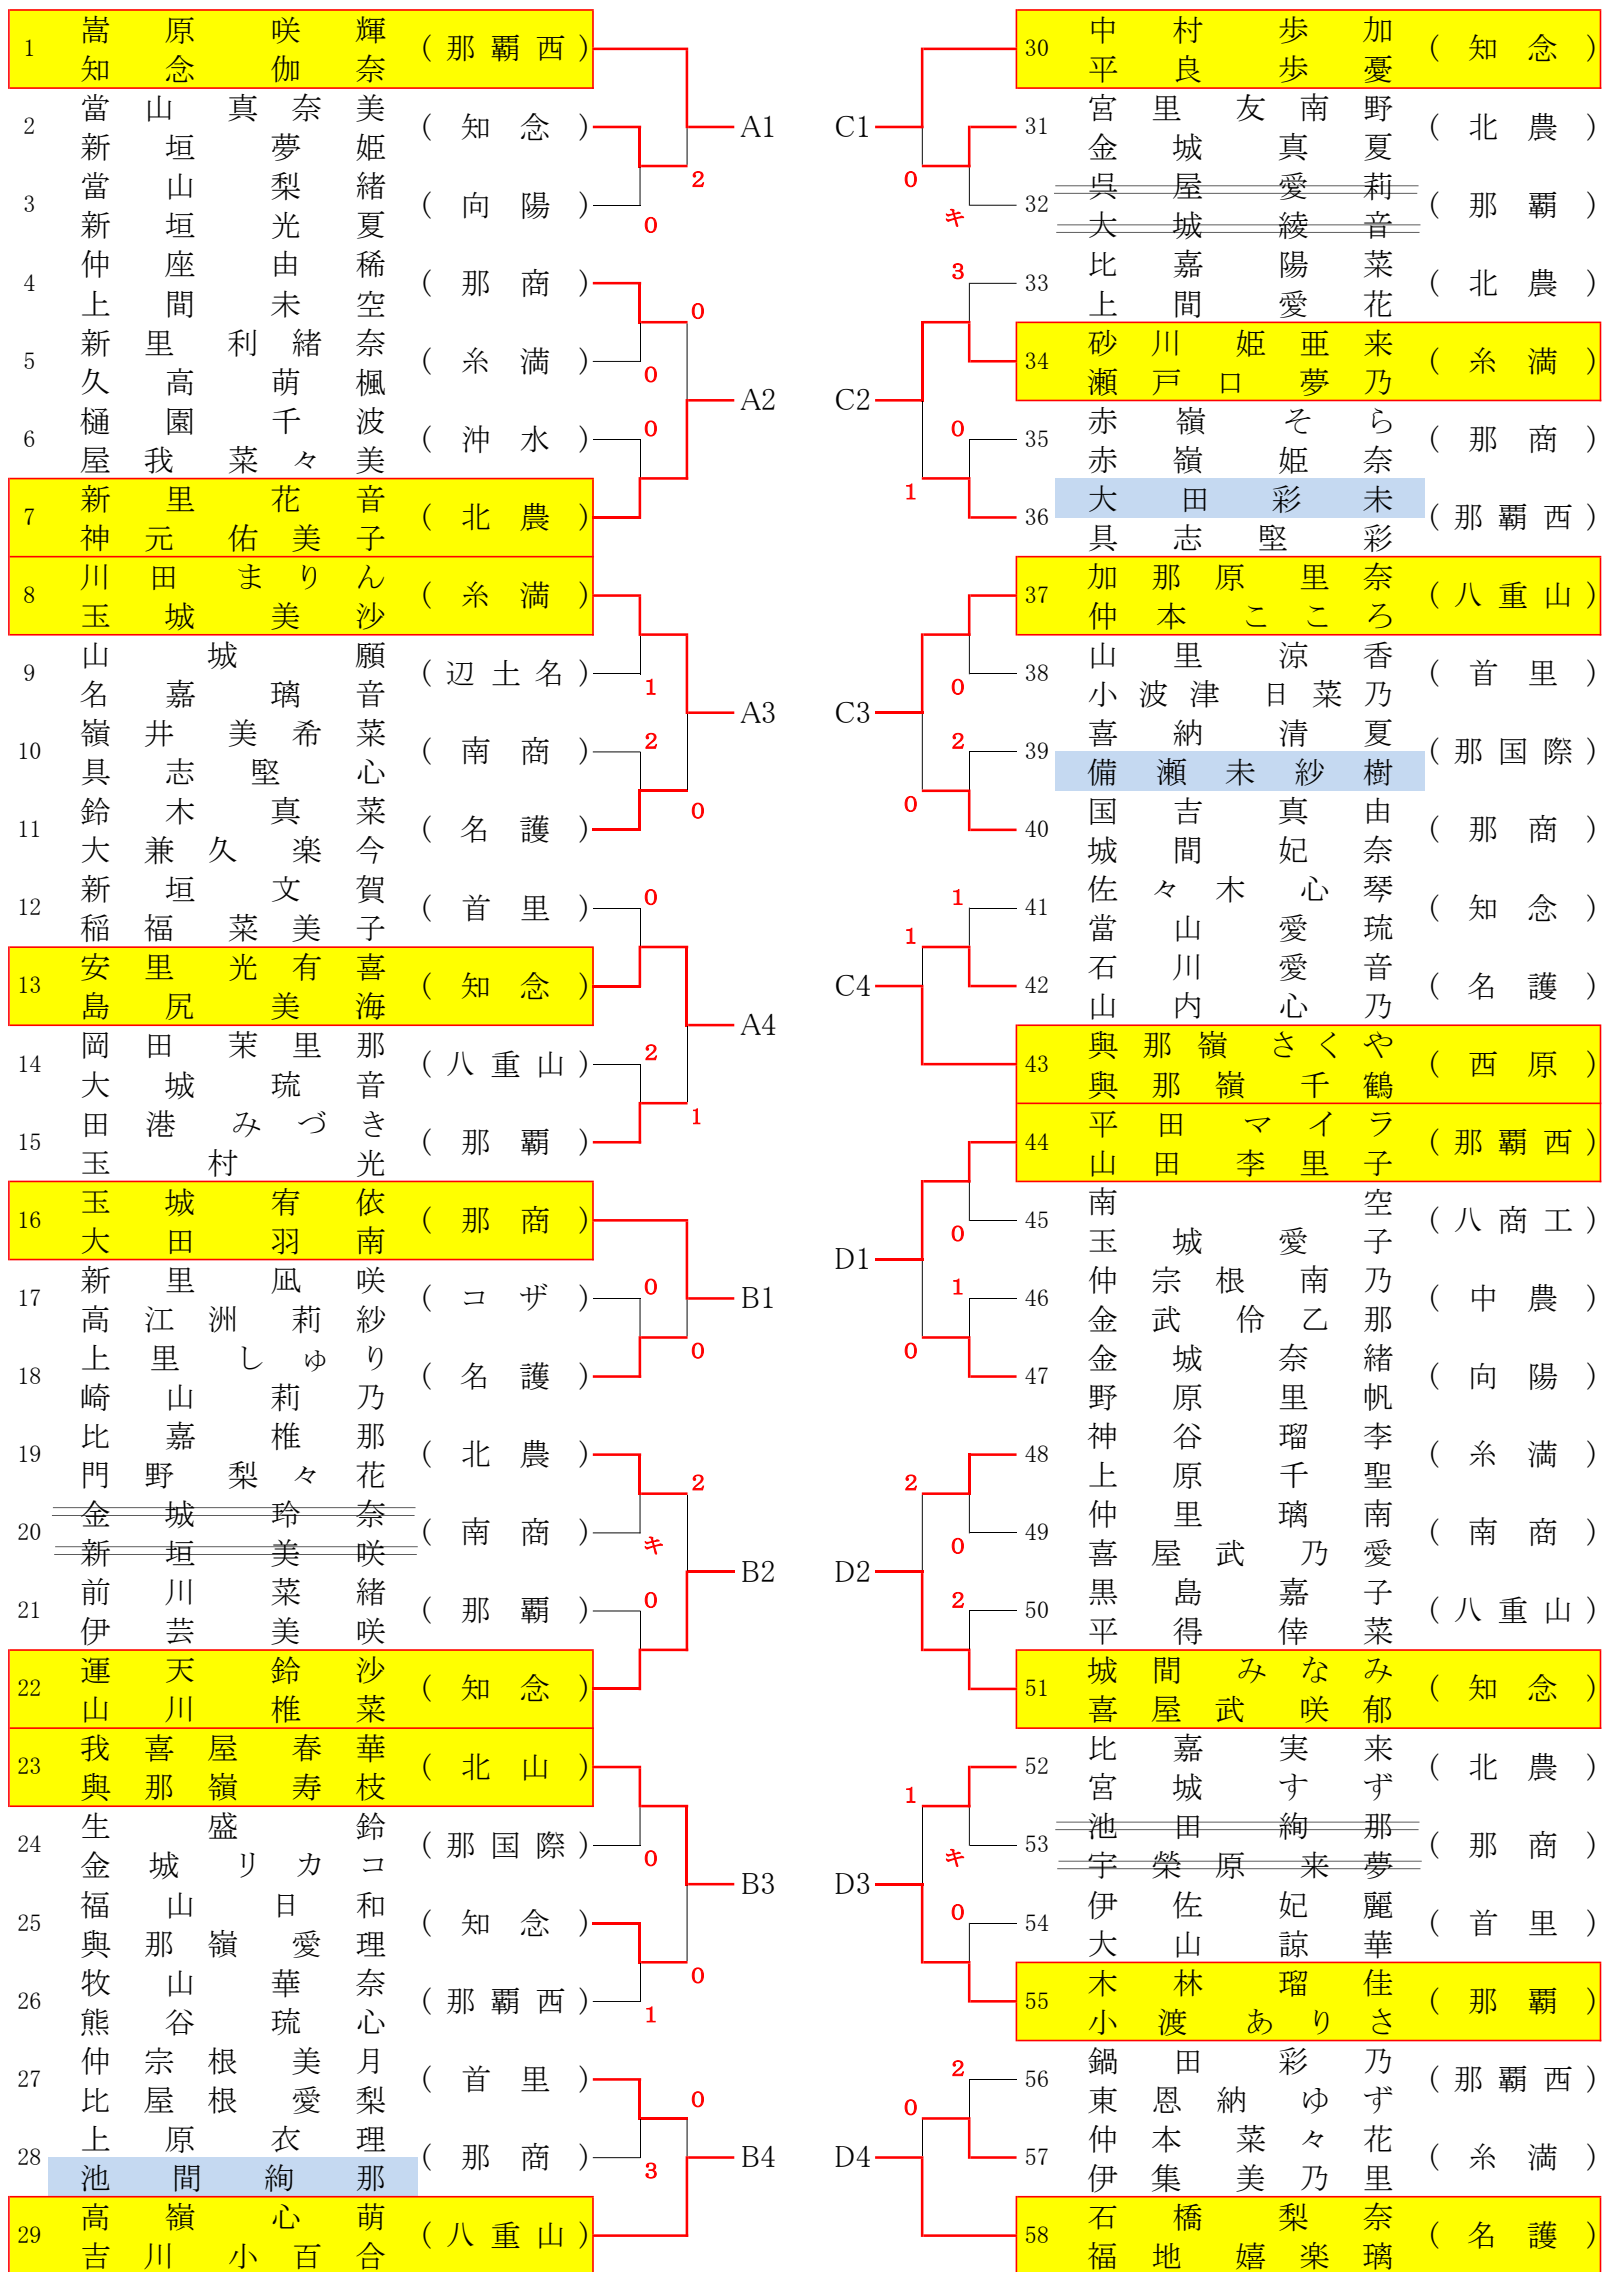 1 嵩原咲輝 (那覇西)
知念伽奈
2 當山真奈美 (知念)
新垣夢姫
3 當山梨緒 (向陽)
新垣光夏
4 仲座由稀 (那商)
上間未空
5 新里利緒奈 (糸満)
久高萌楓
6 樋園千波 (沖水)
屋我菜々美
7 新里花音 (北農)
神元佑美子
8 川田まりん (糸満)
玉城美沙
9 山城願 (辺土名)
名嘉璃音
10 嶺井美希菜 (南商)
具志堅心
11 鈴木真菜 (名護)
大兼久楽今
12 新垣文賀 (首里)
稲福菜美子
13 安里光有喜 (知念)
島尻美海
14 岡田茉里那 (八重山)
大城琉音
15 田港みづき (那覇)
玉村光
16 玉城宥依 (那商)
大田羽南
17 新里凪咲 (コザ)
高江洲莉紗
18 上里しゅり (名護)
崎山莉乃
19 比嘉椎那 (北農)
門野梨々花
20 金城玲奈 (南商)
新垣美咲
21 前川菜緒 (那覇)
伊芸美咲
22 運天鈴沙 (知念)
山川椎菜
23 我喜屋春華 (北山)
與那嶺寿枝
24 生盛鈴 (那国際)
金城リカコ
25 福山日和 (知念)
與那嶺愛理
26 牧山華奈 (那覇西)
熊谷琉心
27 仲宗根美月 (首里)
比屋根愛梨
28 上原衣理 (那商)
池間絢那
29 高嶺心萌 (八重山)
吉川小百合
2
0
A1
0
0
0
A2
1
2
0
A3
0
2
1
A4
0
0
B1
2
キ
0
B2
0
0
1
B3
0
3
B4
C1
0
キ
3
C2
0
1
C3
0
2
0
1
1
C4
D1
0
1
0
2
D2
0
2
1
D3
キ
0
2
0
D4
30 中村歩加 (知念)
平良歩憂
31 宮里友南野 (北農)
金城真夏
32 呉屋愛莉 (那覇)
大城綾音
33 比嘉陽菜 (北農)
上間愛花
34 砂川姫亜来 (糸満)
瀬戸口夢乃
35 赤嶺そら (那商)
赤嶺姫奈
36 大田彩未 (那覇西)
具志堅彩
37 加那原里奈 (八重山)
仲本こころ
38 山里涼香 (首里)
小波津日菜乃
39 喜納清夏 (那国際)
備瀬未紗樹
40 国吉真由 (那商)
城間妃奈
41 佐々木心琴 (知念)
當山愛琉
42 石川愛音 (名護)
山内心乃
43 與那嶺さくや (西原)
與那嶺千鶴
44 平田マイラ (那覇西)
山田李里子
45 南空 (八商工)
玉城愛子
46 仲宗根南乃 (中農)
金武伶乙那
47 金城奈緒 (向陽)
野原里帆
48 神谷瑠李 (糸満)
上原千聖
49 仲里璃南 (南商)
喜屋武乃愛
50 黒島嘉子 (八重山)
平得倖菜
51 城間みなみ (知念)
喜屋武咲郁
52 比嘉実来 (北農)
宮城すず
53 池田絢那 (那商)
宇榮原来夢
54 伊佐妃麗 (首里)
大山諒華
55 木林瑠佳 (那覇)
小渡ありさ
56 鍋田彩乃 (那覇西)
東恩納ゆず
57 仲本菜々花 (糸満)
伊集美乃里
58 石橋梨奈 (名護)
福地嬉楽璃